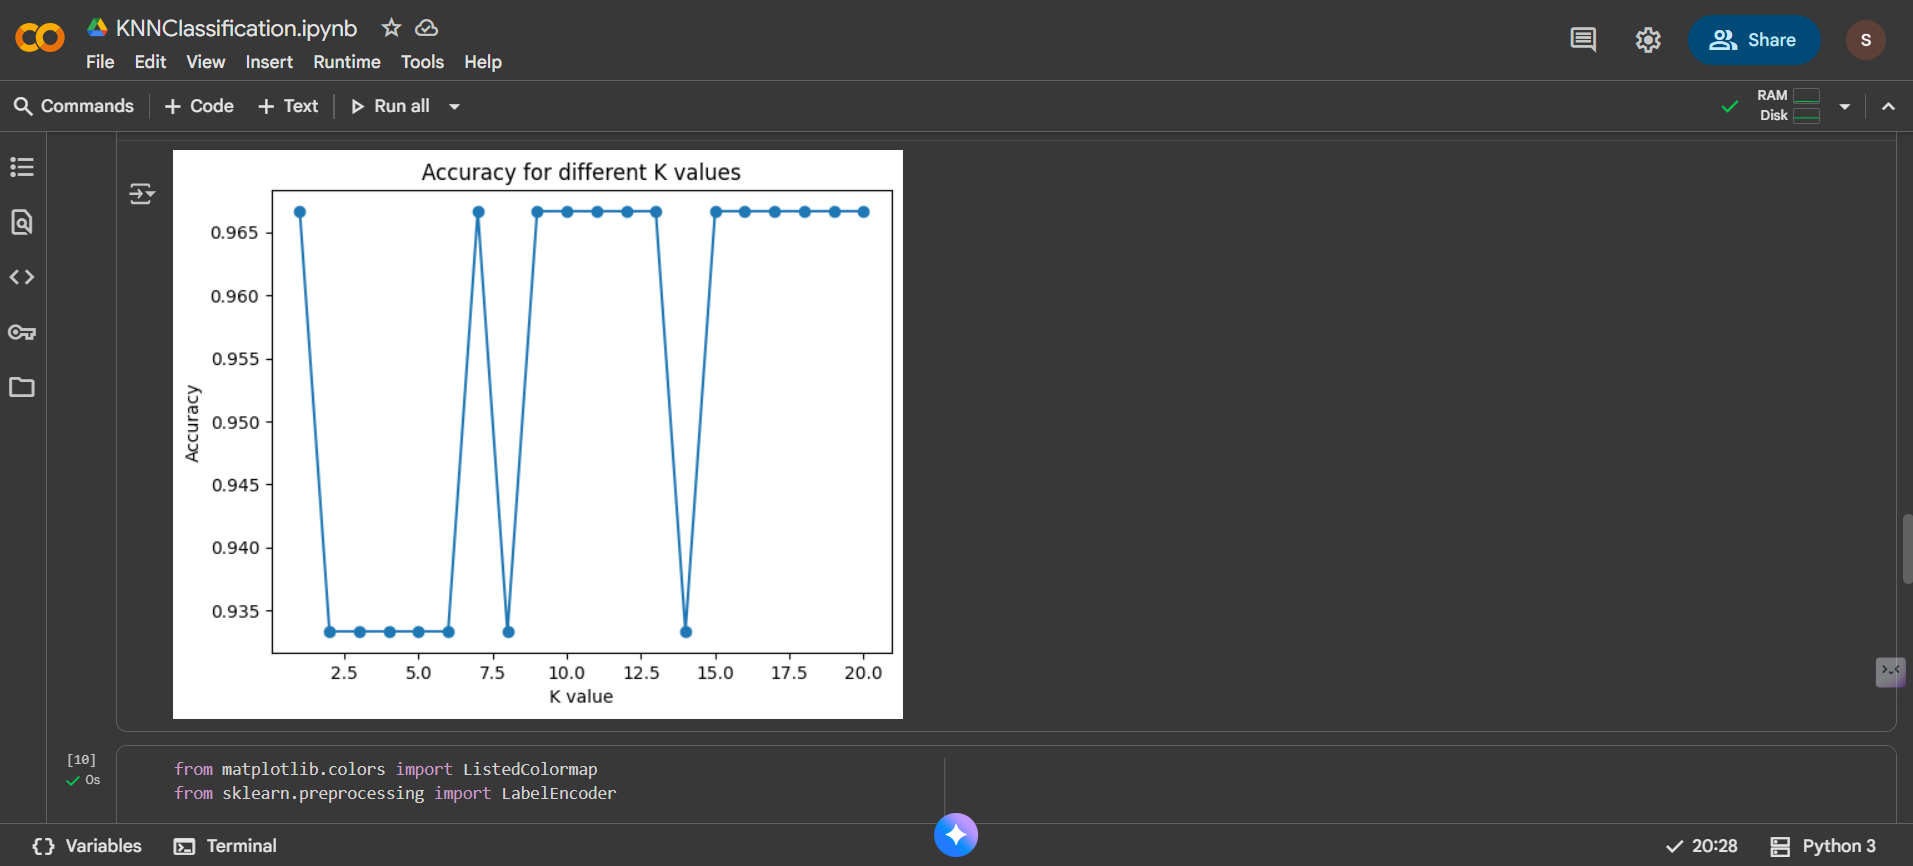 KNNClassification.ipynb
Share
S
File Edit View Insert Runtime Tools Help
Commands + Code + Text Run all
RAM
Disk
Accuracy for different K values
0.965
0.960
0.955
0.950
0.945
0.940
0.935
Accuracy
2.5 5.0 7.5 10.0 12.5 15.0 17.5 20.0
K value
[10]
0s
from matplotlib.colors import ListedColormap
from sklearn.preprocessing import LabelEncoder
Variables Terminal
20:28 Python 3